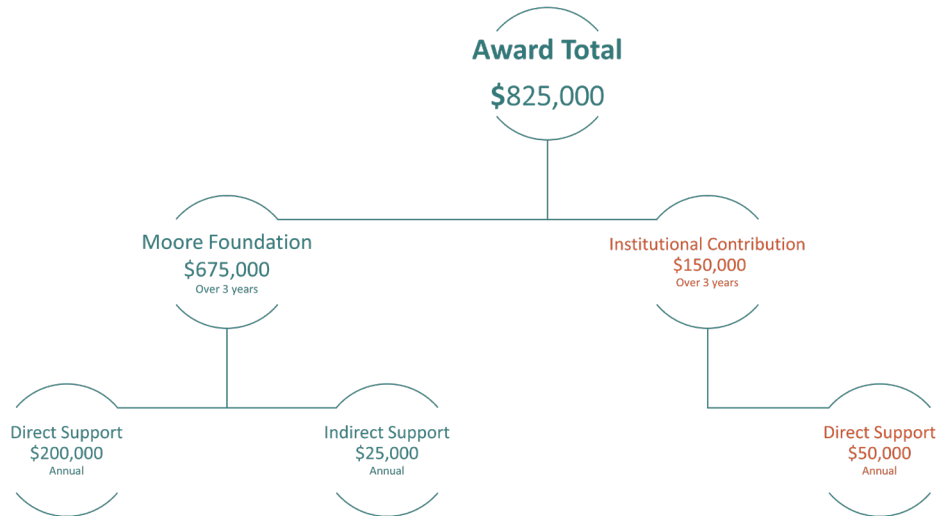 Award Total
$825,000
Moore Foundation
$675,000
Over 3 years
Institutional Contribution
$150,000
Over 3 years
Direct Support
$200,000
Annual
Indirect Support
$25,000
Annual
Direct Support
$50,000
Annual